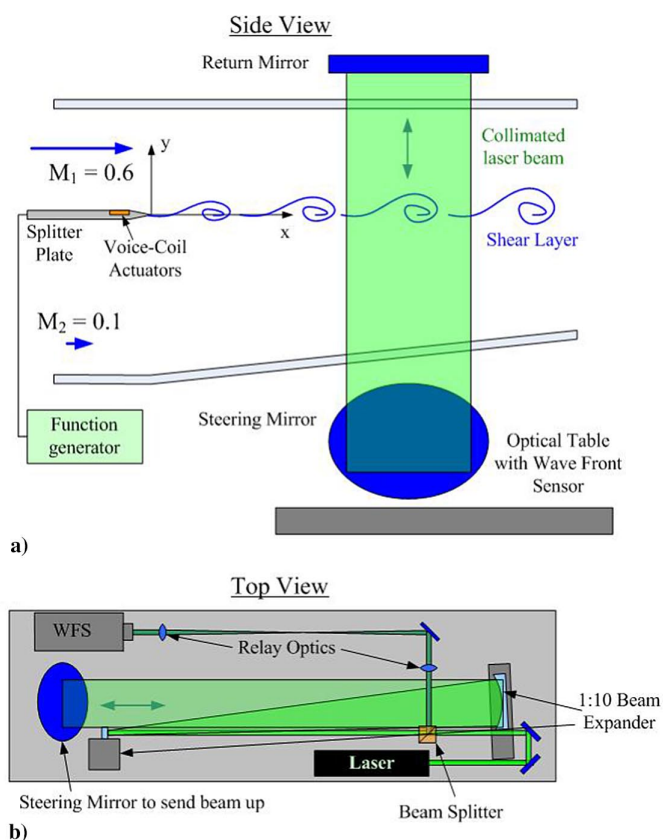 Side View
Return Mirror
Collimated
laser beam
M₁ = 0.6
y
x
Splitter
Plate
Voice-Coil
Actuators
Shear Layer
M₂ = 0.1
Function
generator
Steering Mirror
Optical Table
with Wave Front
Sensor
a)
Top View
WFS
Relay Optics
1:10 Beam
Expander
Laser
Steering Mirror to send beam up
Beam Splitter
b)